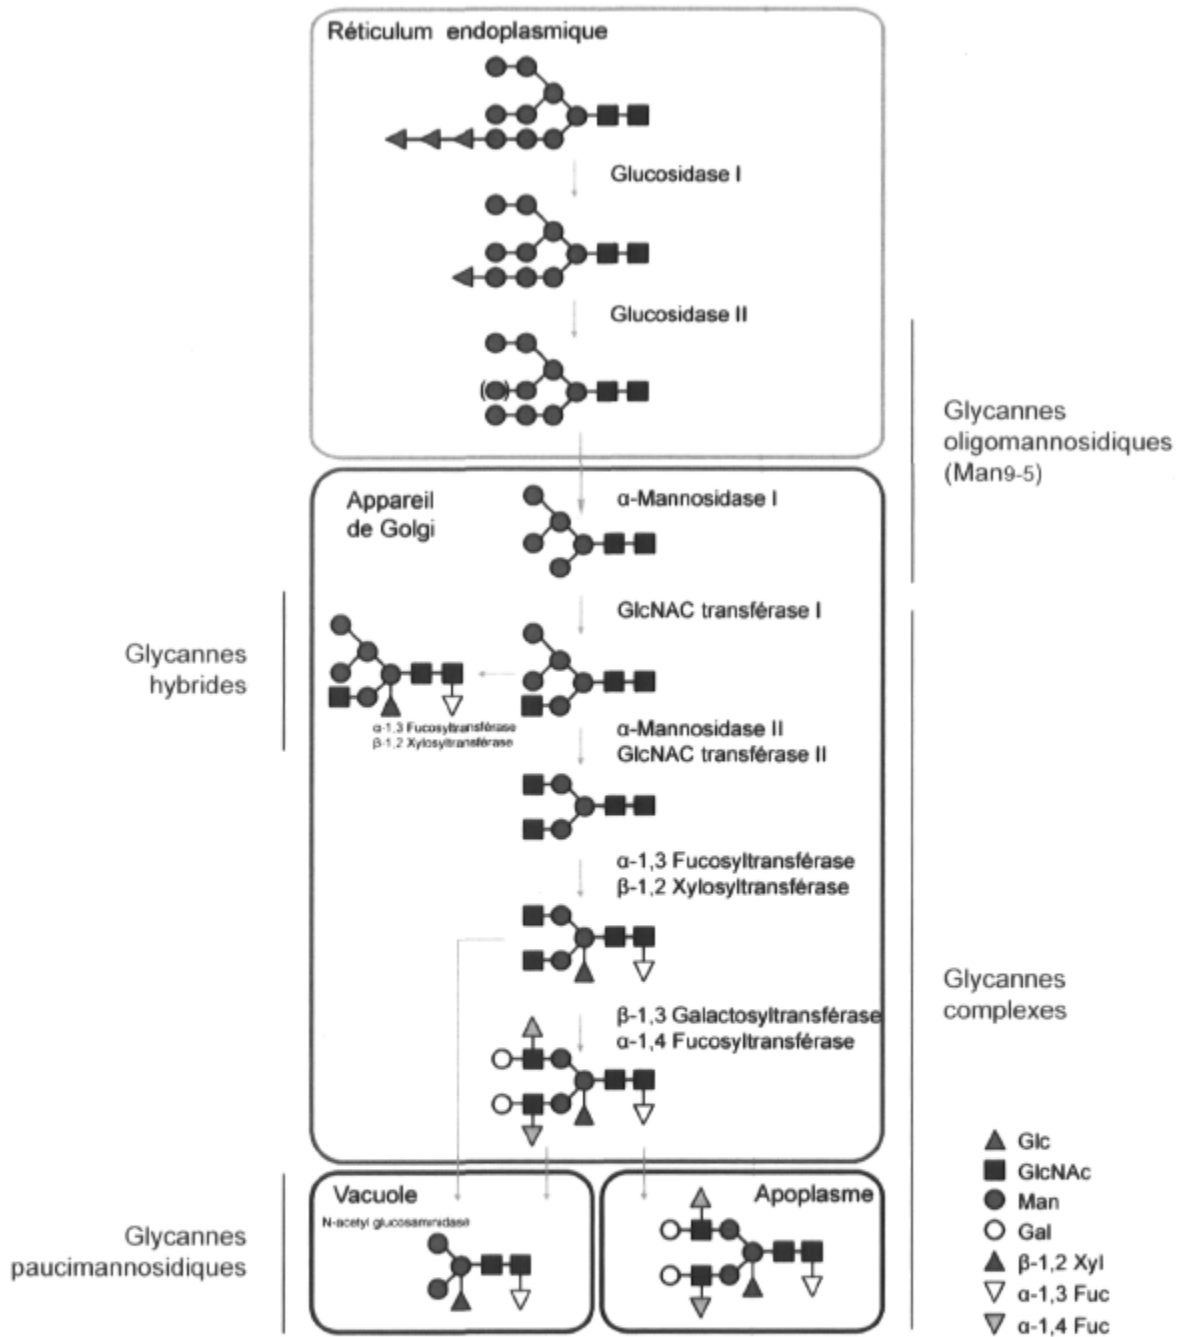 Réticulum endoplasmique
Glucosidase I
Glucosidase II
Glycannes
oligomannosidiques
(Man9-5)
Appareil
de Golgi
α-Mannosidase I
GlcNAC transférase I
Glycannes
hybrides
α-1,3 Fucosyltransférase
β-1,2 Xylosyltransférase
α-Mannosidase II
GlcNAC transférase II
α-1,3 Fucosyltransférase
β-1,2 Xylosyltransférase
β-1,3 Galactosyltransférase
α-1,4 Fucosyltransférase
Glycannes
complexes
Vacuole
N-acetyl glucosaminidase
Apoplasme
Glycannes
paucimannosidiques
Glc
GlcNAc
Man
Gal
β-1,2 Xyl
α-1,3 Fuc
α-1,4 Fuc